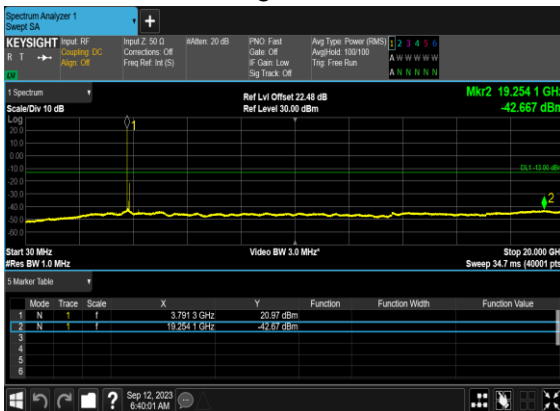 Spectrum Analyzer 1
Swept SA
+
KEYSIGHT Input: RF Input Z: 50 Ω #Atten: 20 dB PNO: Fast Avg Type: Power (RMS) 1 2 3 4 5 6
R T Coupling: DC Corrections: Off Gate: Off Avg|Hold: 100/100 A W W W W W
Align: Off Freq Ref: Int (S) IF Gain: Low Trig: Free Run
Sig Track: Off A N N N N N
1 Spectrum Ref Lvl Offset 22.48 dB Mkr2 19.254 1 GHz
Scale/Div 10 dB Ref Level 30.00 dBm -42.667 dBm
Log
1
20.0
10.0
0.00
-10.0 DL1 -13.00 dBm
-20.0
-30.0
2
-40.0
-50.0
-60.0
Start 30 MHz Video BW 3.0 MHz* Stop 20.000 GH
#Res BW 1.0 MHz Sweep 34.7 ms (40001 pts
5 Marker Table
Mode Trace Scale X Y Function Function Width Function Value
1 N 1 f 3.791 3 GHz 20.97 dBm
2 N 1 f 19.254 1 GHz -42.67 dBm
3
4
5
6
? Sep 12, 2023
6:40:01 AM